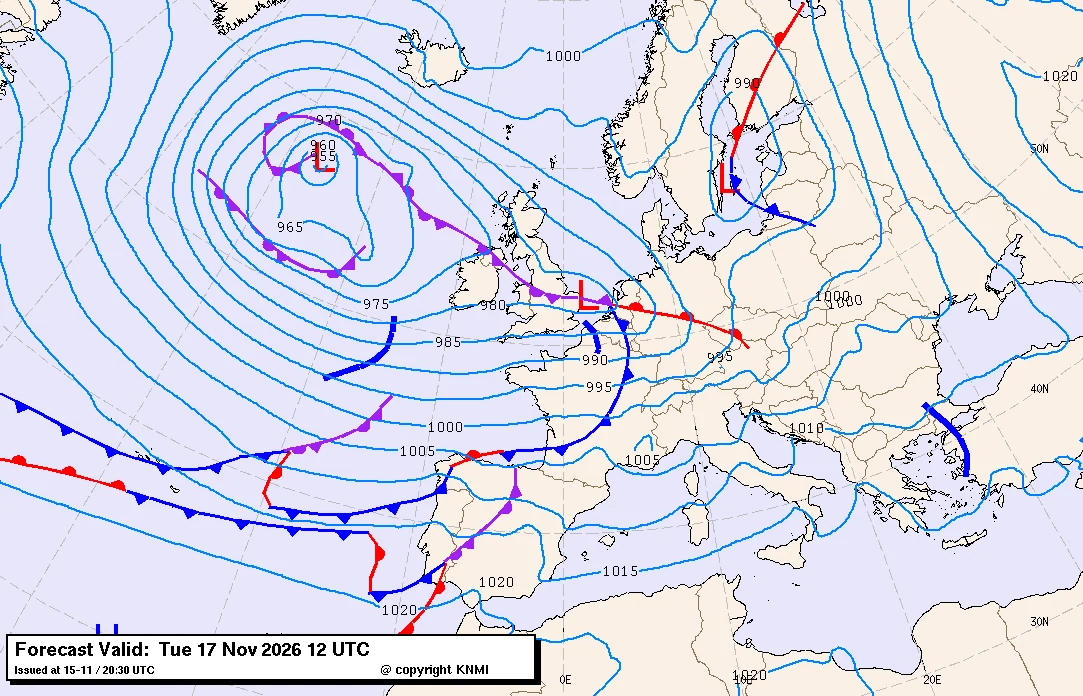 1000
1020
990
970
960
955
50N
L
L
965
1000
1000
975
980
L
985
995
990
995
40N
1000
1010
1005
1005
1015
1020
1020
30N
Forecast Valid: Tue 17 Nov 2026 12 UTC
Issued at 15-11 / 20:30 UTC
@ copyright KNMI
0E
10E
1020
20E